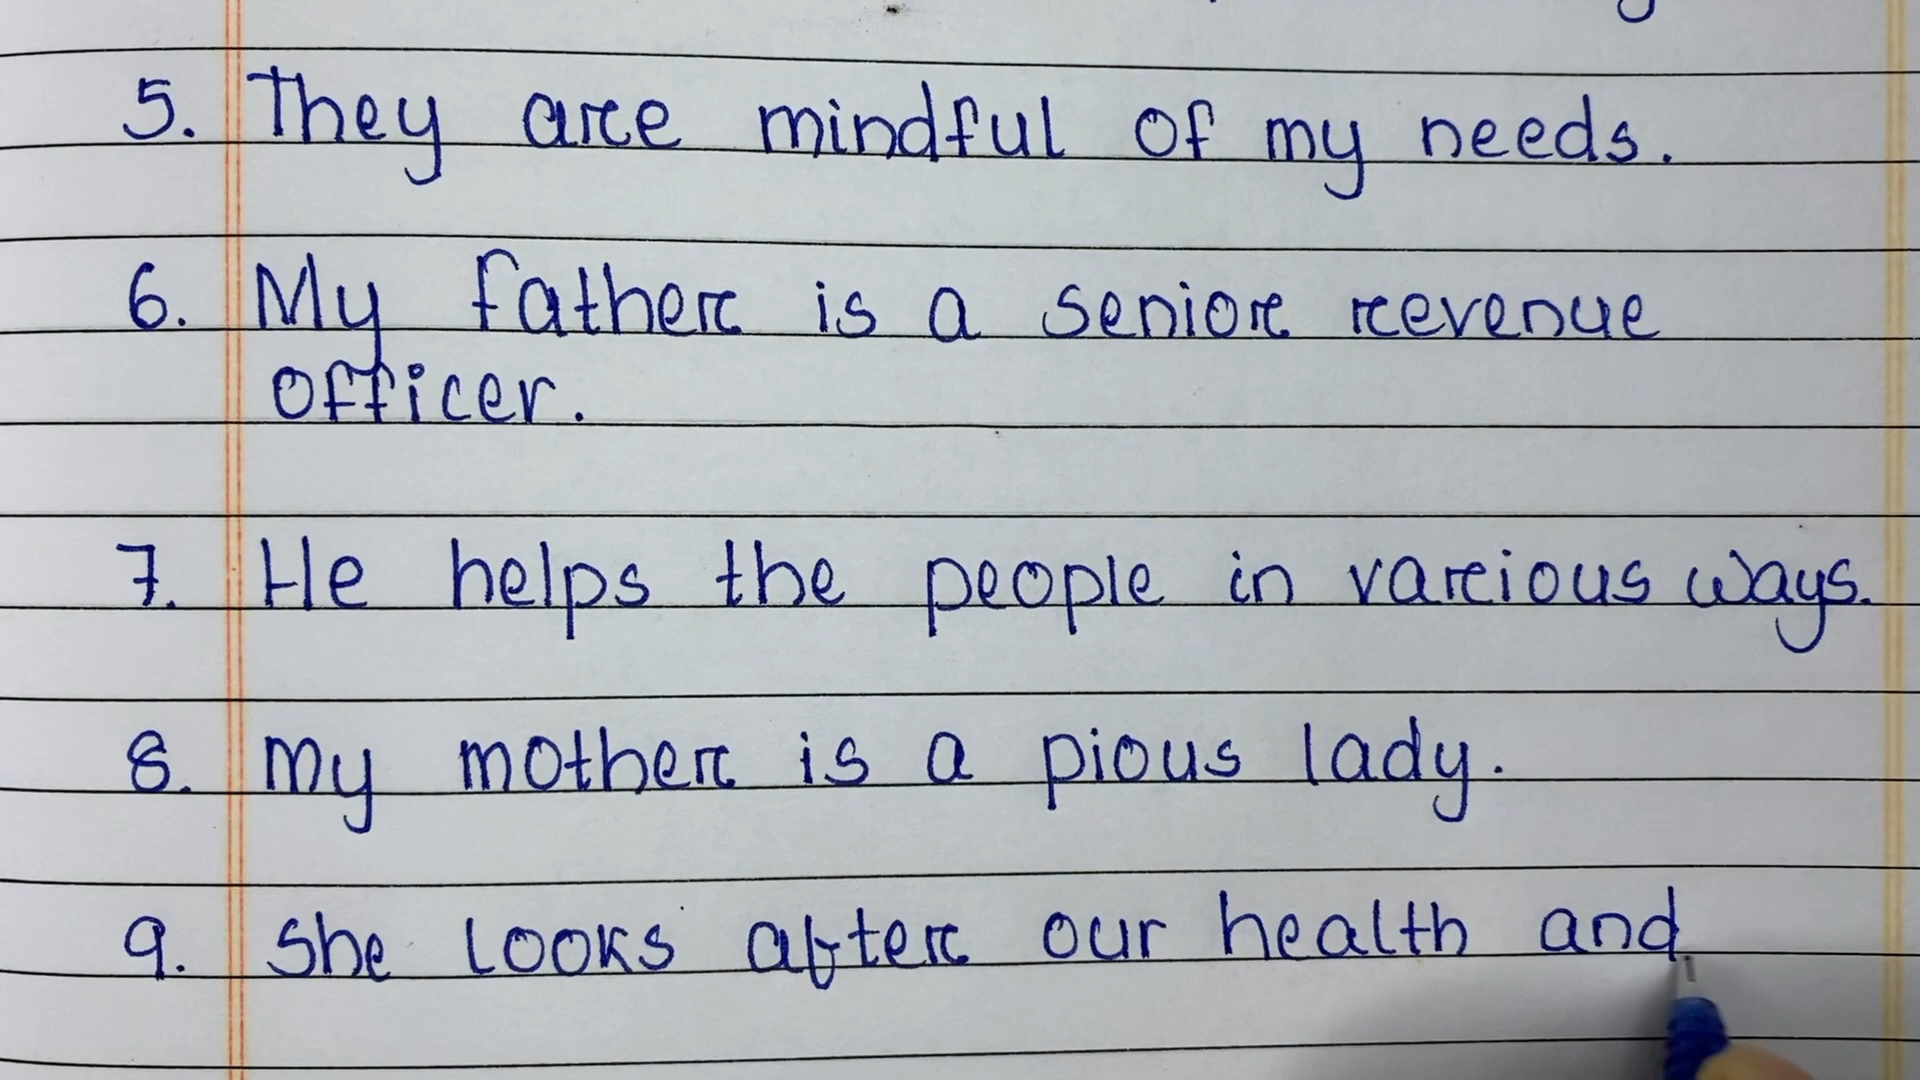 5. They are mindful of my needs.
6. My father is a senior revenue
officer.
7. He helps the people in various ways.
8. my mother is a pious lady.
9. She looks after our health and